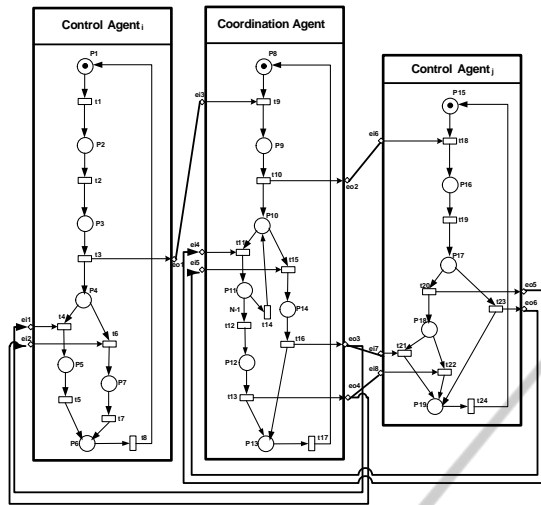 Control Agent i
Coordination Agent
Control Agent j
P1
t1
P2
t2
P3
t3
eo1
P4
ei1
ei2
t4
t6
P5
P7
t5
t7
P6
t8
P8
ei3
t9
P9
t10
eo2
P10
ei4
ei5
t11
t15
P11
N-1
t14
P14
t12
t16
eo3
P12
t13
eo4
P13
t17
P15
ei6
t18
P16
t19
P17
t20
t23
eo5
eo6
P18
ei7
ei8
t21
t22
P19
t24